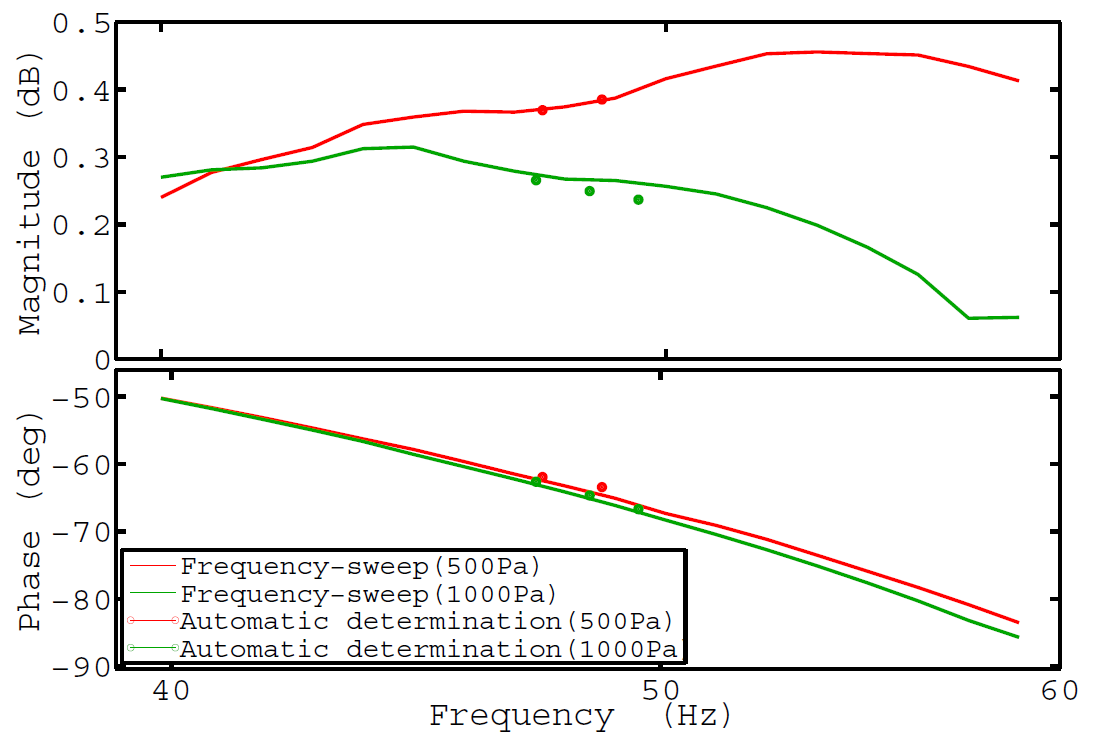 0.5
0.4
0.3
0.2
0.1
0
Magnitude (dB)
-50
-60
-70
-80
-90
Phase (deg)
Frequency-sweep(500Pa)
Frequency-sweep(1000Pa)
Automatic determination(500Pa)
Automatic determination(1000Pa
40 50 60
Frequency (Hz)